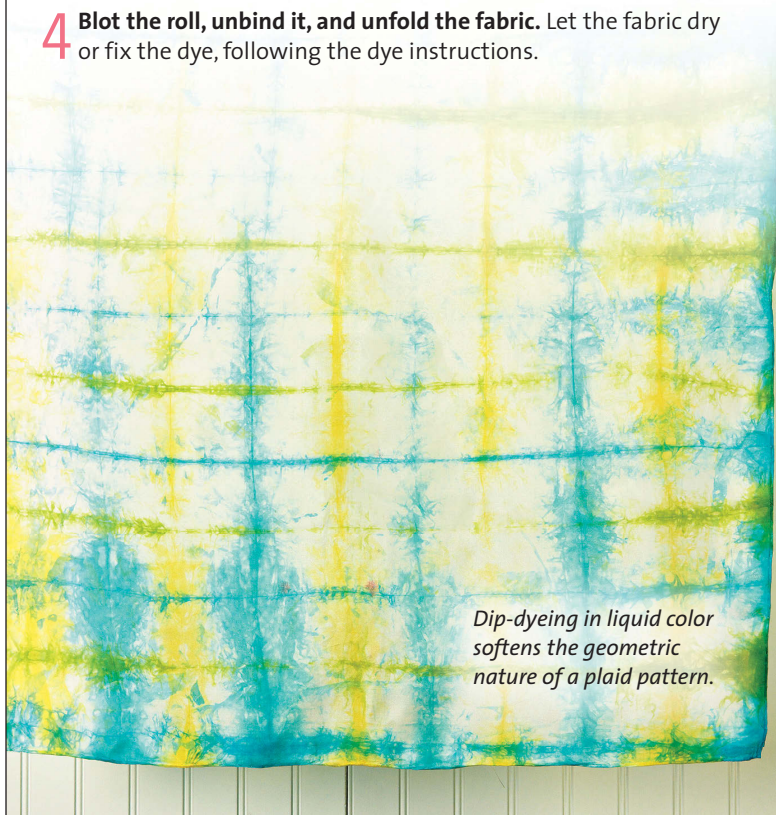 4 Blot the roll, unbind it, and unfold the fabric. Let the fabric dry
or fix the dye, following the dye instructions.
Dip-dyeing in liquid color
softens the geometric
nature of a plaid pattern.